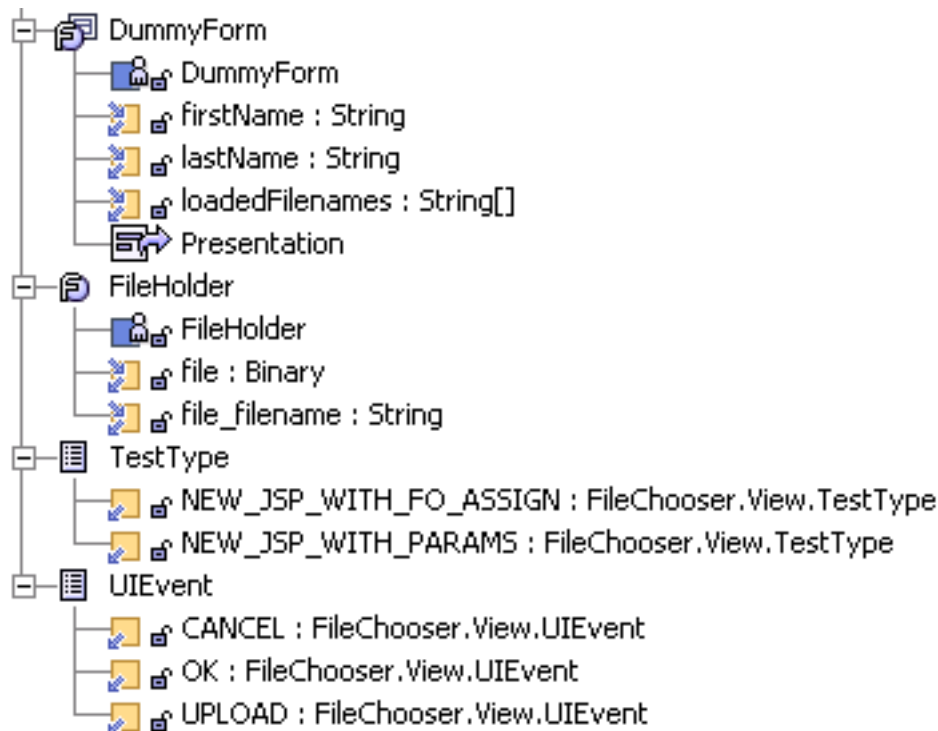 DummyForm
DummyForm
firstName : String
lastName : String
loadedFilenames : String[]
Presentation
FileHolder
FileHolder
file : Binary
file_filename : String
TestType
NEW_JSP_WITH_FO_ASSIGN : FileChooser.View.TestType
NEW_JSP_WITH_PARAMS : FileChooser.View.TestType
UIEvent
CANCEL : FileChooser.View.UIEvent
OK : FileChooser.View.UIEvent
UPLOAD : FileChooser.View.UIEvent